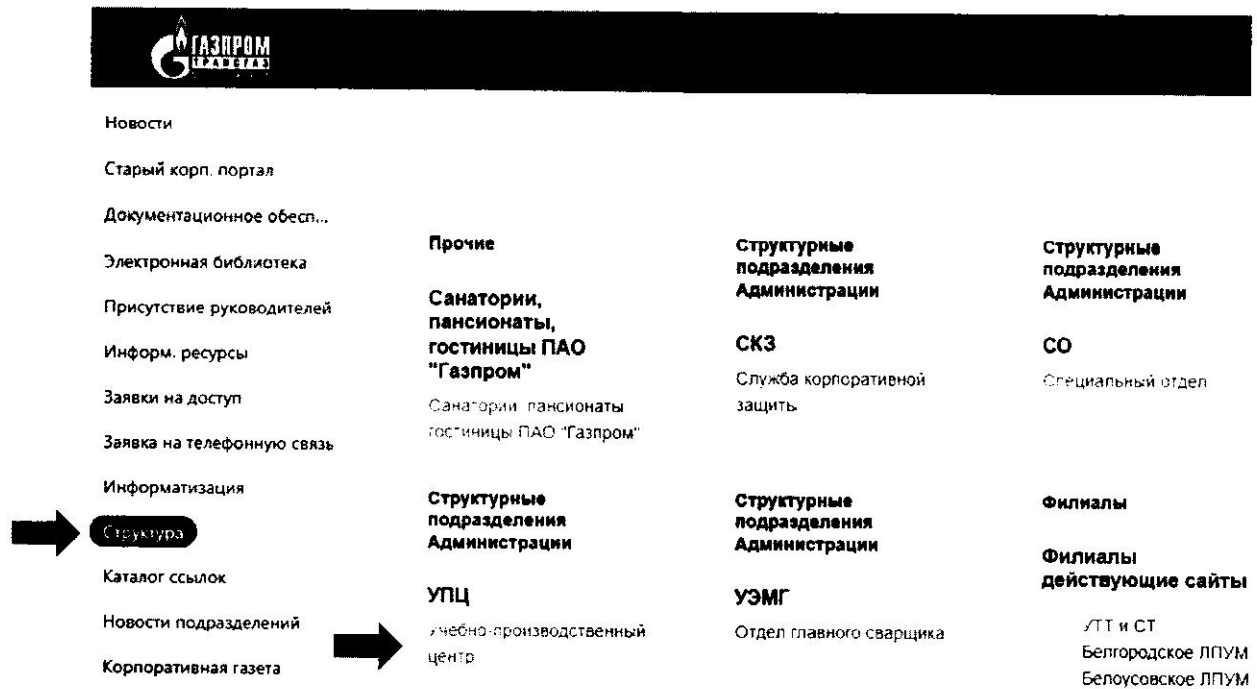 ГАЗПРОМ
ТРАНСГАЗ
Новости
Старый корп. портал
Документационное обесп...
Электронная библиотека
Присутствие руководителей
Информ. ресурсы
Заявки на доступ
Заявка на телефонную связь
Информатизация
Структура
Каталог ссылок
Новости подразделений
Корпоративная газета
Прочие
Санатории,
пансионаты,
гостиницы ПАО
"Газпром"
Санатории пансионаты
гостиницы ПАО "Газпром"
Структурные
подразделения
Администрации
СКЗ
Служба корпоративной
защиты
Структурные
подразделения
Администрации
СО
Специальный отдел
Структурные
подразделения
Администрации
УПЦ
Учебно-производственный
центр
Структурные
подразделения
Администрации
УЭМГ
Отдел главного сварщика
Филиалы
Филиалы
действующие сайты
УТТ и СТ
Белгородское ЛПУМ
Белоусовское ЛПУМ